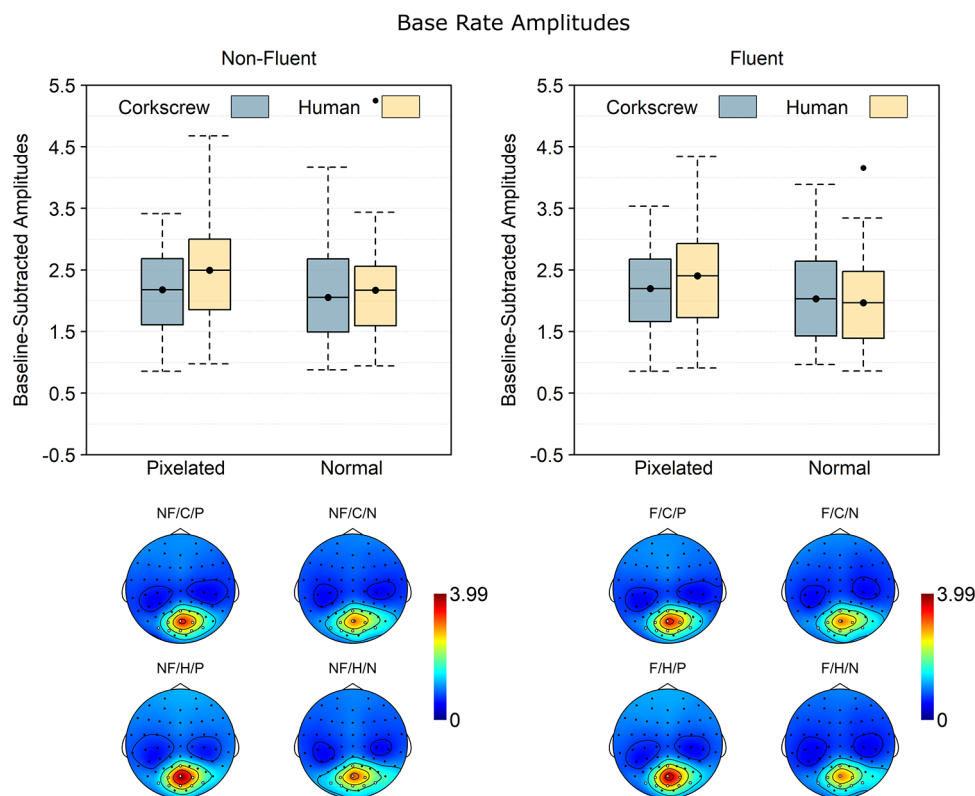 Base Rate Amplitudes
Non-Fluent
Fluent
Baseline-Subtracted Amplitudes
5.5
4.5
3.5
2.5
1.5
0.5
-0.5
Corkscrew
Human
Pixelated
Normal
Baseline-Subtracted Amplitudes
5.5
4.5
3.5
2.5
1.5
0.5
-0.5
Corkscrew
Human
Pixelated
Normal
NF/C/P
NF/C/N
F/C/P
F/C/N
3.99
0
3.99
0
NF/H/P
NF/H/N
F/H/P
F/H/N